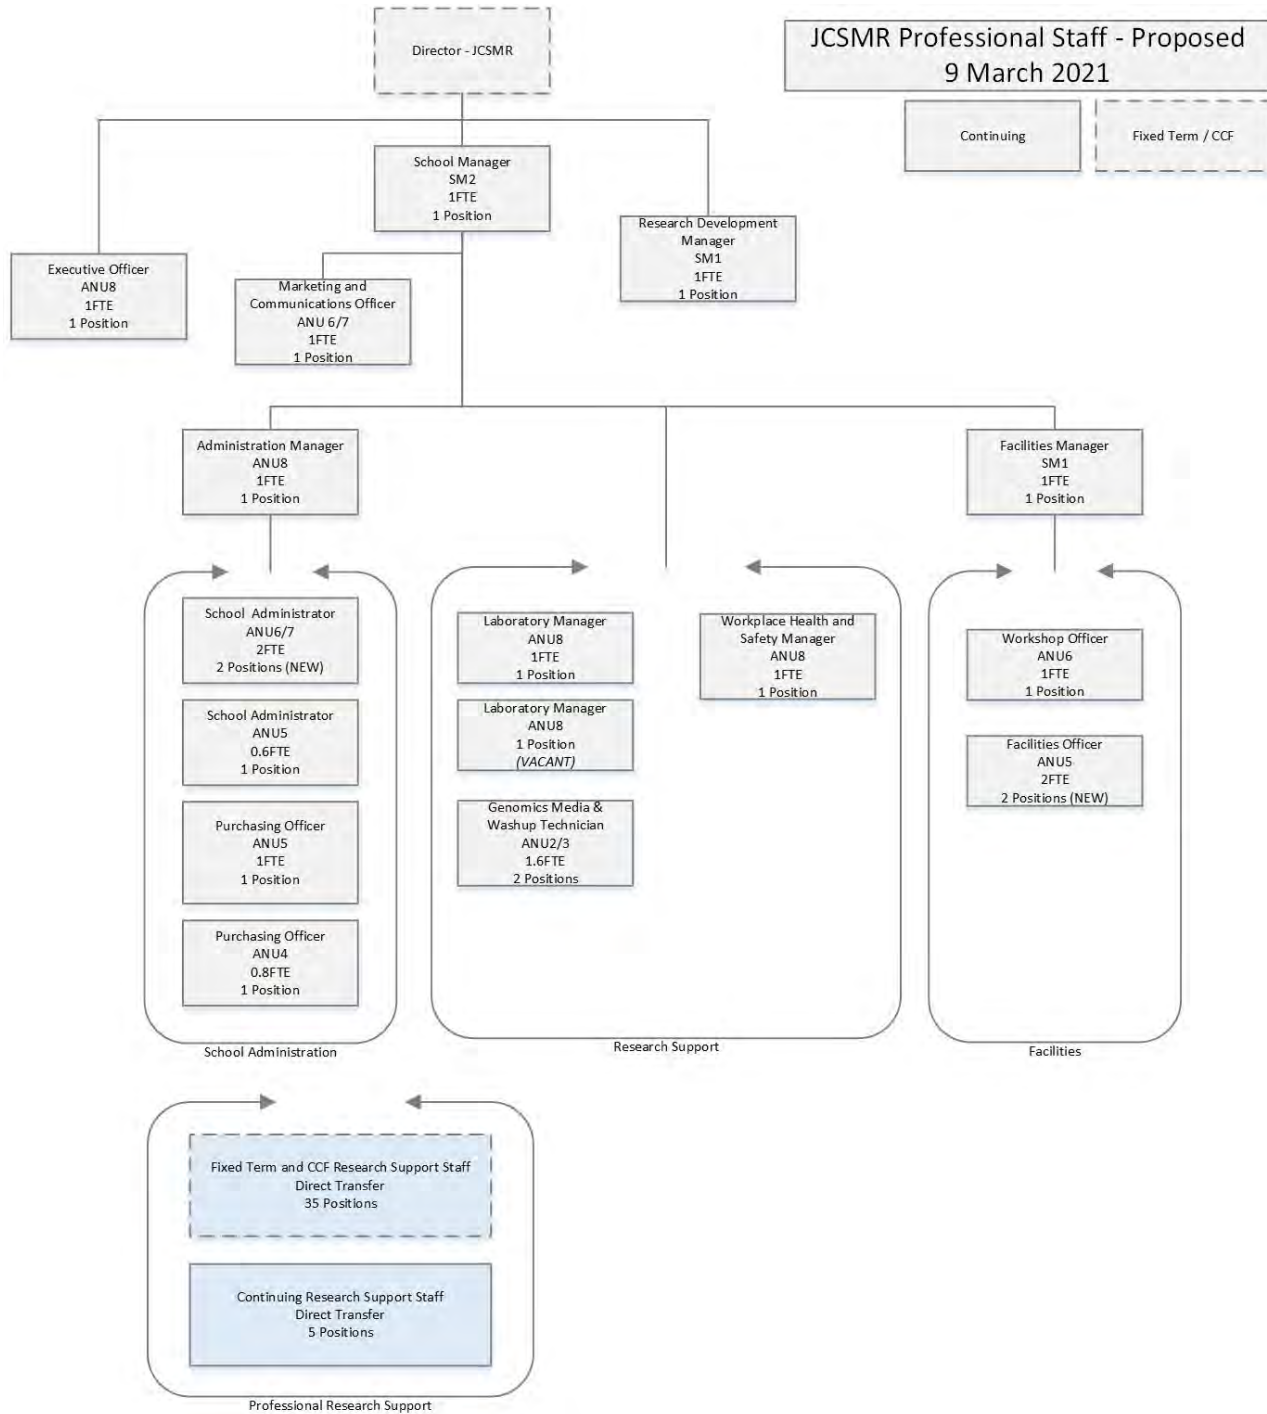 Director - JCSMR
JCSMR Professional Staff - Proposed
9 March 2021
Continuing
Fixed Term / CCF
School Manager
SM2
1FTE
1 Position
Research Development
Manager
SM1
1FTE
1 Position
Executive Officer
ANU8
1FTE
1 Position
Marketing and
Communications Officer
ANU 6/7
1FTE
1 Position
Administration Manager
ANU8
1FTE
1 Position
Facilities Manager
SM1
1FTE
1 Position
School Administrator
ANU6/7
2FTE
2 Positions (NEW)
School Administrator
ANU5
0.6FTE
1 Position
Purchasing Officer
ANU5
1FTE
1 Position
Purchasing Officer
ANU4
0.8FTE
1 Position
School Administration
Laboratory Manager
ANU8
1FTE
1 Position
Laboratory Manager
ANU8
1 Position
(VACANT)
Genomics Media &
Washup Technician
ANU2/3
1.6FTE
2 Positions
Workplace Health and
Safety Manager
ANU8
1FTE
1 Position
Research Support
Workshop Officer
ANU6
1FTE
1 Position
Facilities Officer
ANU5
2FTE
2 Positions (NEW)
Facilities
Fixed Term and CCF Research Support Staff
Direct Transfer
35 Positions
Continuing Research Support Staff
Direct Transfer
5 Positions
Professional Research Support